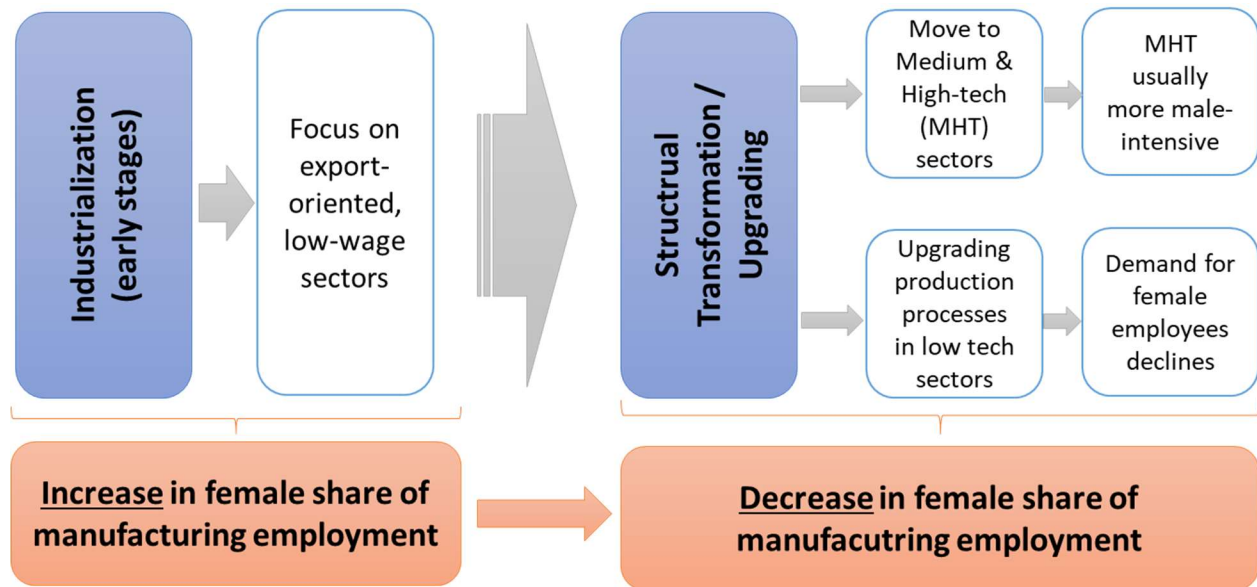 Industrialization
(early stages)
Focus on
export-
oriented,
low-wage
sectors
Structrual
Transformation /
Upgrading
Move to
Medium &
High-tech
(MHT)
sectors
MHT
usually
more male-
intensive
Upgrading
production
processes
in low tech
sectors
Demand for
female
employees
declines
Increase in female share of
manufacturing employment
Decrease in female share of
manufacutring employment